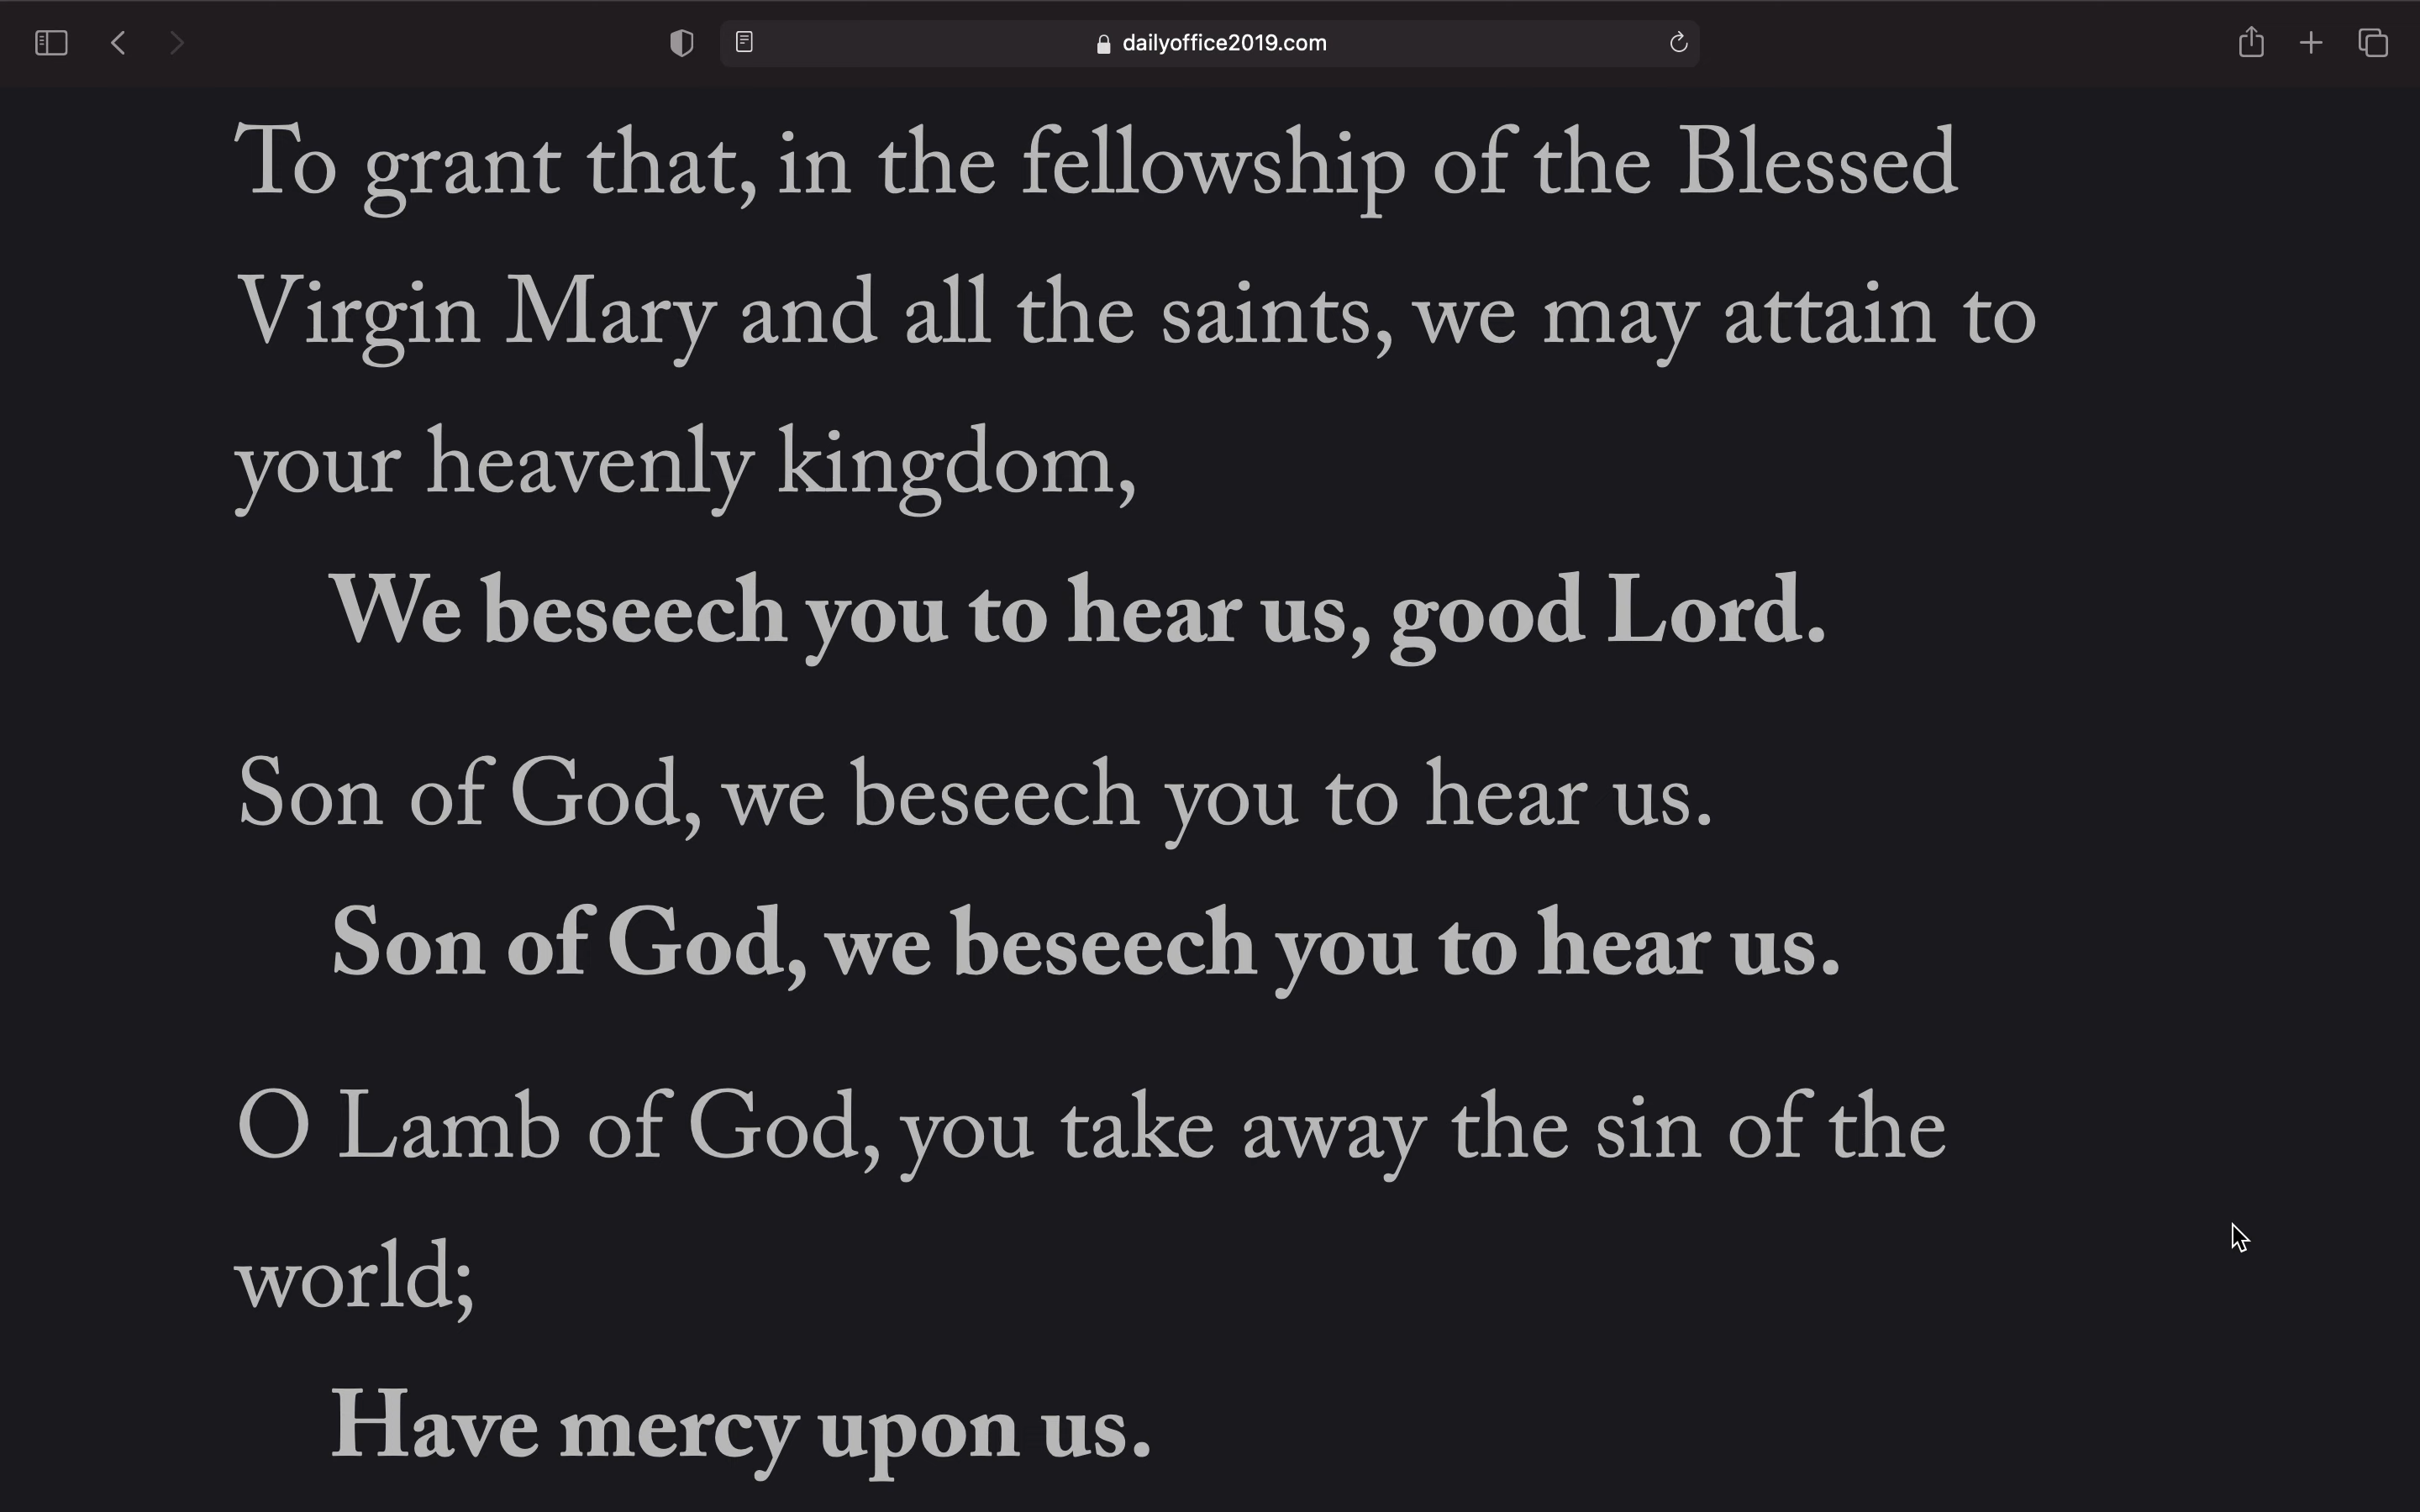 dailyoffice2019.com
To grant that, in the fellowship of the Blessed
Virgin Mary and all the saints, we may attain to
your heavenly kingdom,
We beseech you to hear us, good Lord.
Son of God, we beseech you to hear us.
Son of God, we beseech you to hear us.
O Lamb of God, you take away the sin of the
world;
Have mercy upon us.